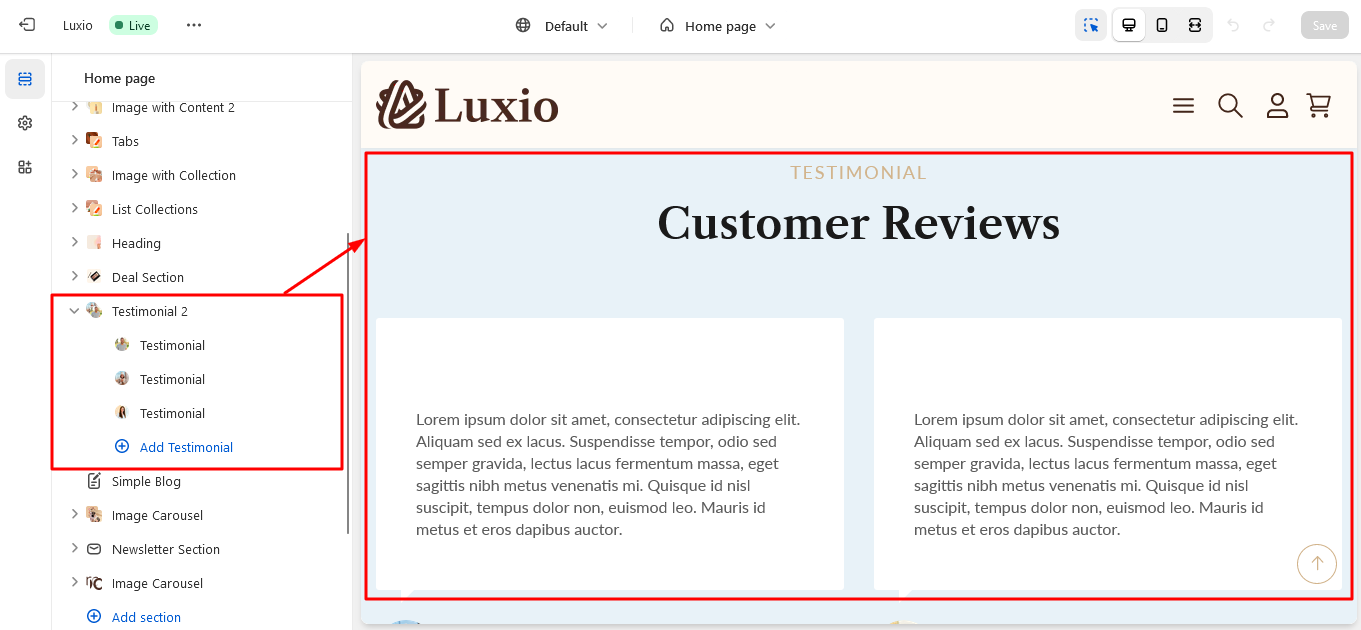 Luxio
Live
Default
Home page
Save
Home page
Image with Content 2
Tabs
Image with Collection
List Collections
Heading
Deal Section
Testimonial 2
Testimonial
Testimonial
Testimonial
Add Testimonial
Simple Blog
Image Carousel
Newsletter Section
Image Carousel
Add section
Luxio
TESTIMONIAL
Customer Reviews
Lorem ipsum dolor sit amet, consectetur adipiscing elit.
Aliquam sed ex lacus. Suspendisse tempor, odio sed
semper gravida, lectus lacus fermentum massa, eget
sagittis nibh metus venenatis mi. Quisque id nisl
suscipit, tempus dolor non, euismod leo. Mauris id
metus et eros dapibus auctor.
Lorem ipsum dolor sit amet, consectetur adipiscing elit.
Aliquam sed ex lacus. Suspendisse tempor, odio sed
semper gravida, lectus lacus fermentum massa, eget
sagittis nibh metus venenatis mi. Quisque id nisl
suscipit, tempus dolor non, euismod leo. Mauris id
metus et eros dapibus auctor.